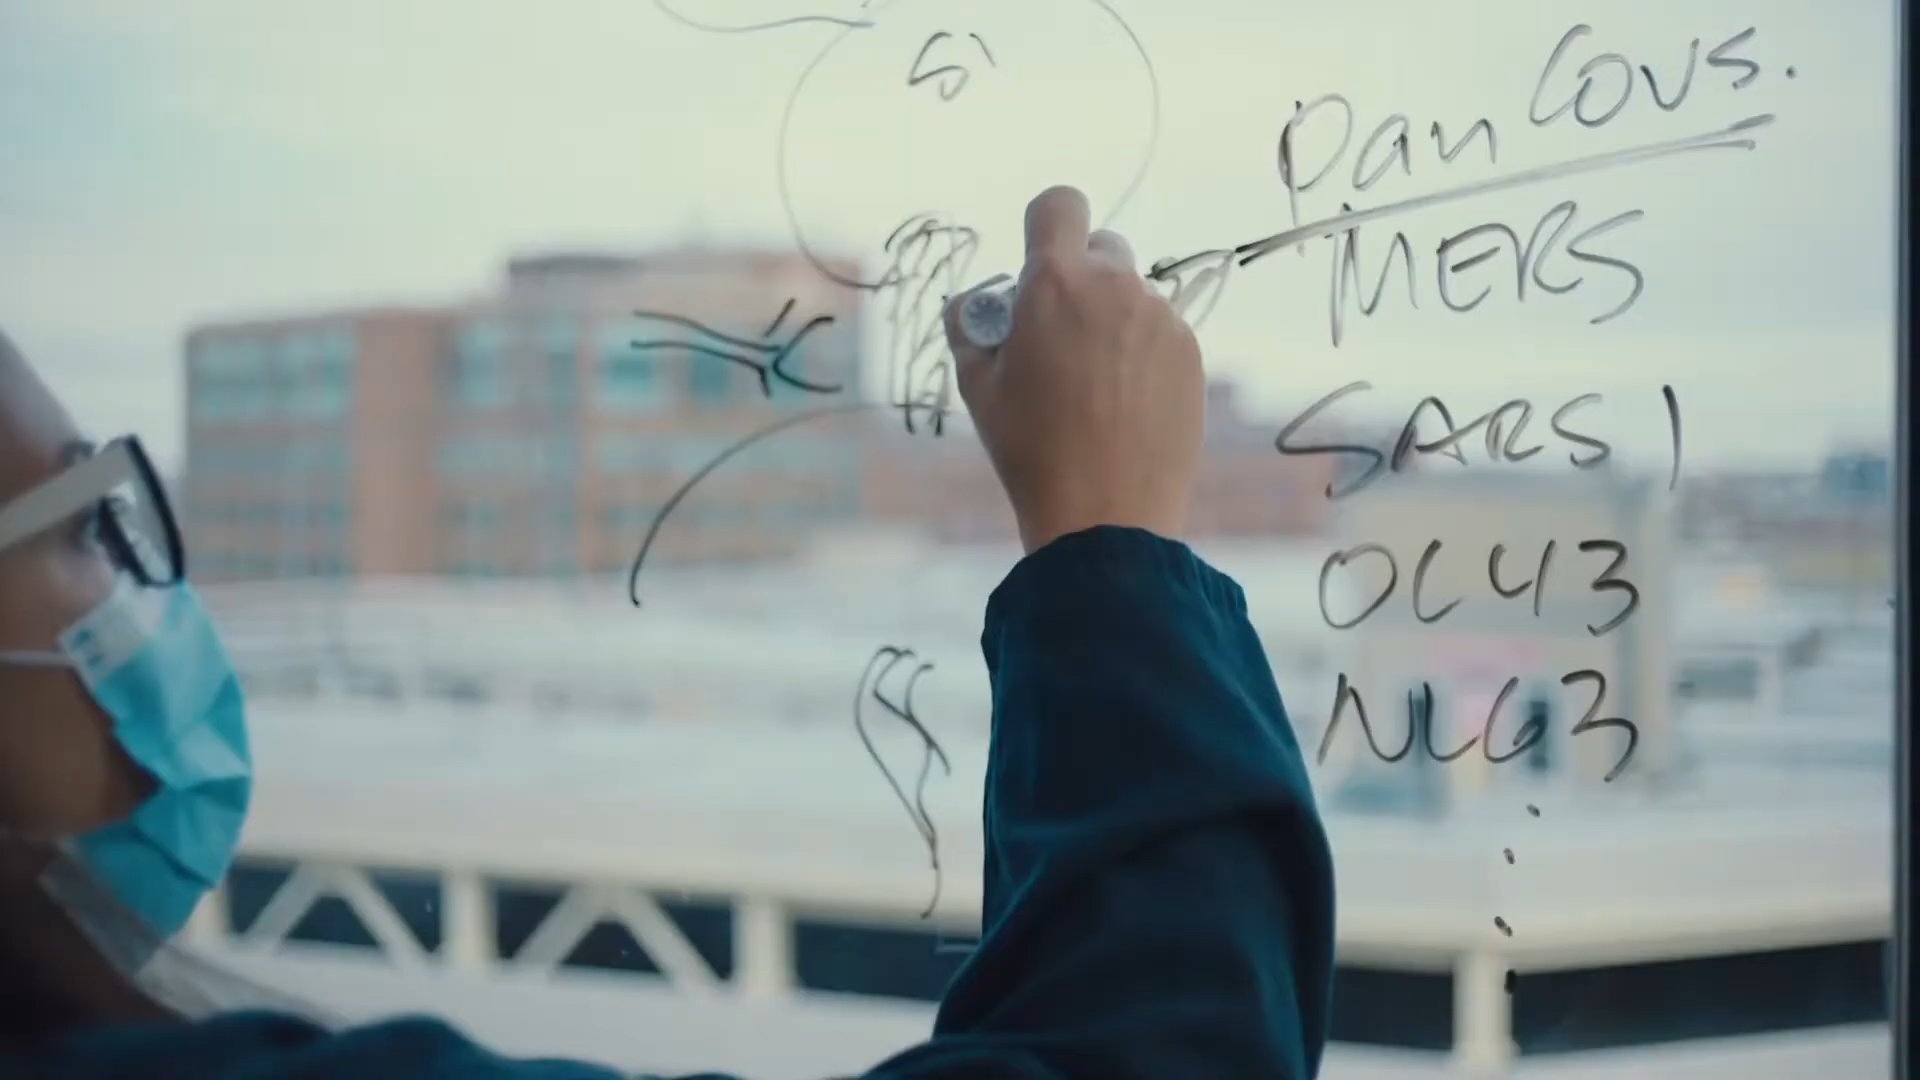 S1
Pan Covs.
MERS
SARS 1
OC43
NL63